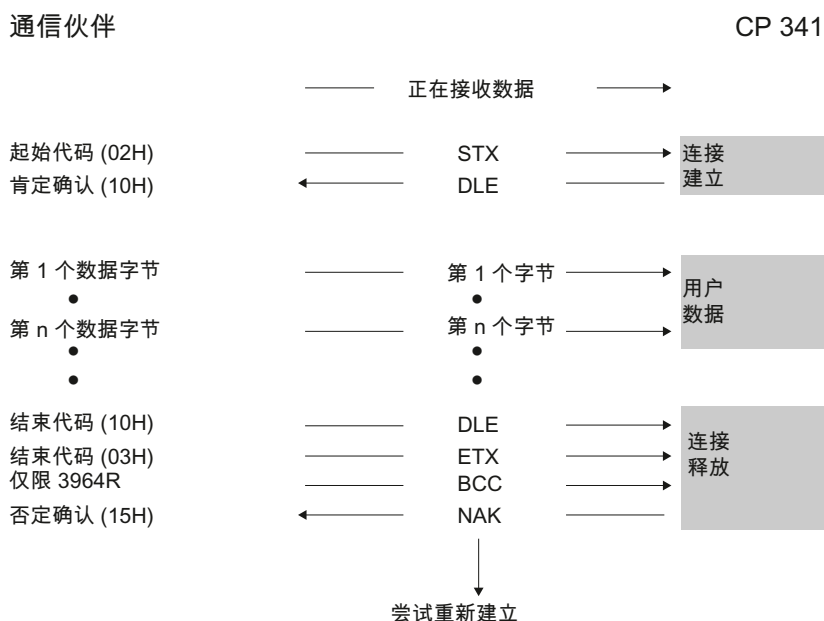 通信伙伴 CP 341
正在接收数据
起始代码 (02H) STX 连接
肯定确认 (10H) DLE 建立
第 1 个数据字节 第 1 个字节 用户
第 n 个数据字节 第 n 个字节 数据
结束代码 (10H) DLE 连接
结束代码 (03H) ETX 释放
仅限 3964R BCC
否定确认 (15H) NAK
尝试重新建立